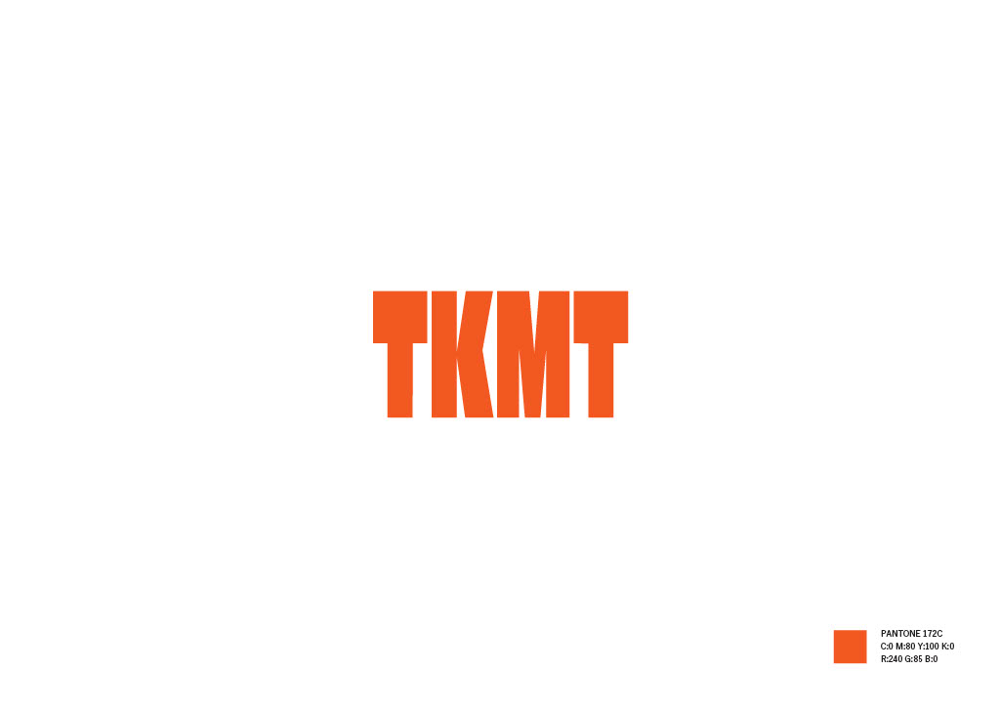 TKMT
PANTONE 172C
C:0 M:80 Y:100 K:0
R:240 G:85 B:0